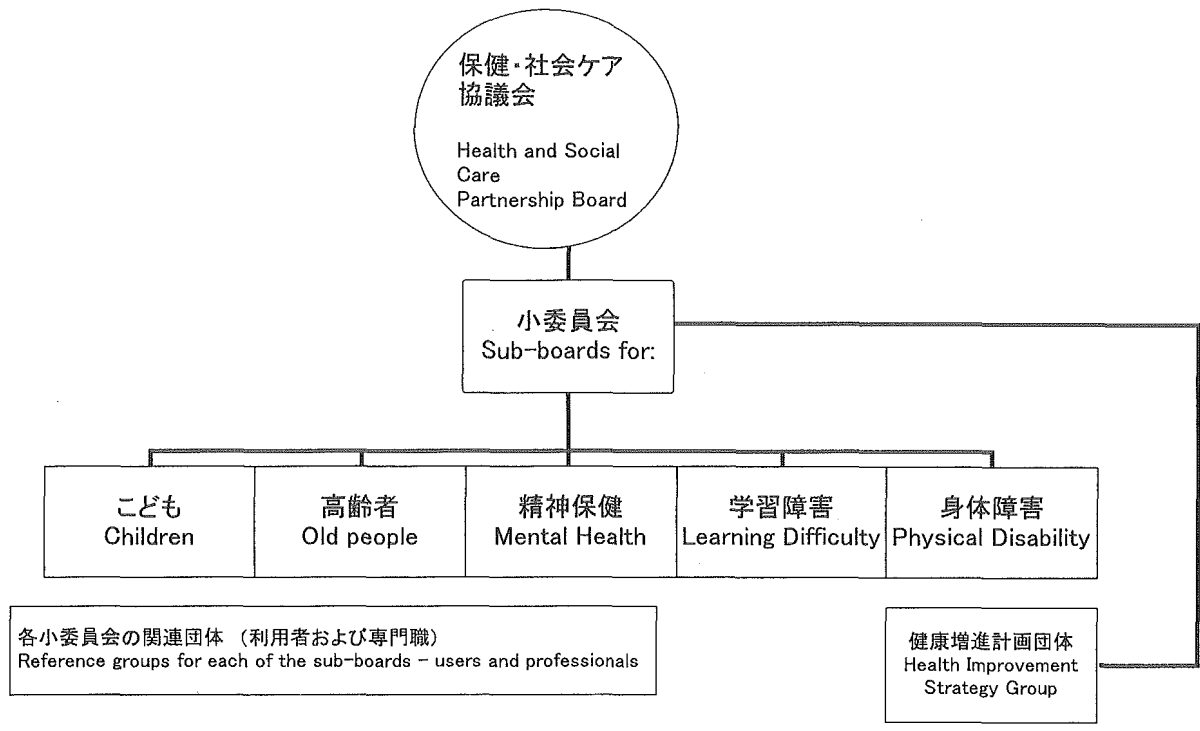 保健・社会ケア
協議会
Health and Social
Care
Partnership Board
小委員会
Sub-boards for:
こども
Children
高齢者
Old people
精神保健
Mental Health
学習障害
Learning Difficulty
身体障害
Physical Disability
各小委員会の関連団体 （利用者および専門職）
Reference groups for each of the sub-boards - users and professionals
健康増進計画団体
Health Improvement
Strategy Group